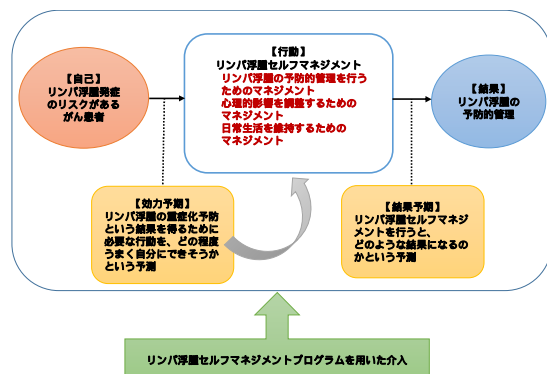 【自己】
リンパ浮腫発症
のリスクがある
がん患者
【行動】
リンパ浮腫セルフマネジメント
リンパ浮腫の予防的管理を行う
ためのマネジメント
心理的影響を調整するための
マネジメント
日常生活を維持するための
マネジメント
【結果】
リンパ浮腫の
予防的管理
【効力予期】
リンパ浮腫の重症化予防
という結果を得るために
必要な行動を、どの程度
うまく自分にできそうか
という予測
【結果予期】
リンパ浮腫セルフマネジ
メントを行うと、
どのような結果になるの
かという予測
リンパ浮腫セルフマネジメントプログラムを用いた介入